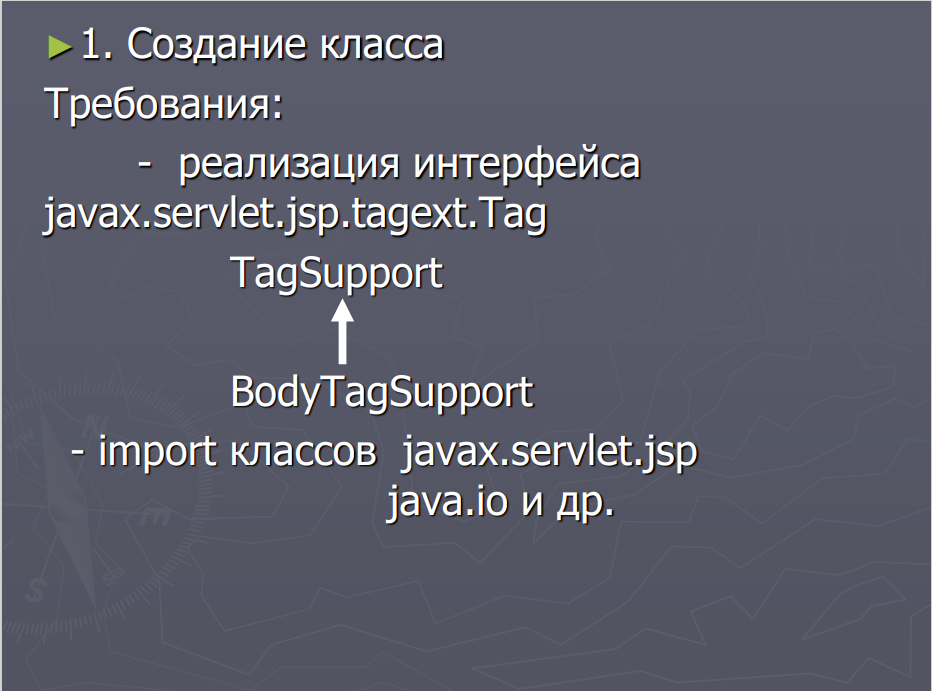 ► 1. Создание класса
Требования:
- реализация интерфейса
javax.servlet.jsp.tagext.Tag
TagSupport
BodyTagSupport
- import классов javax.servlet.jsp
java.io и др.
N
E
S